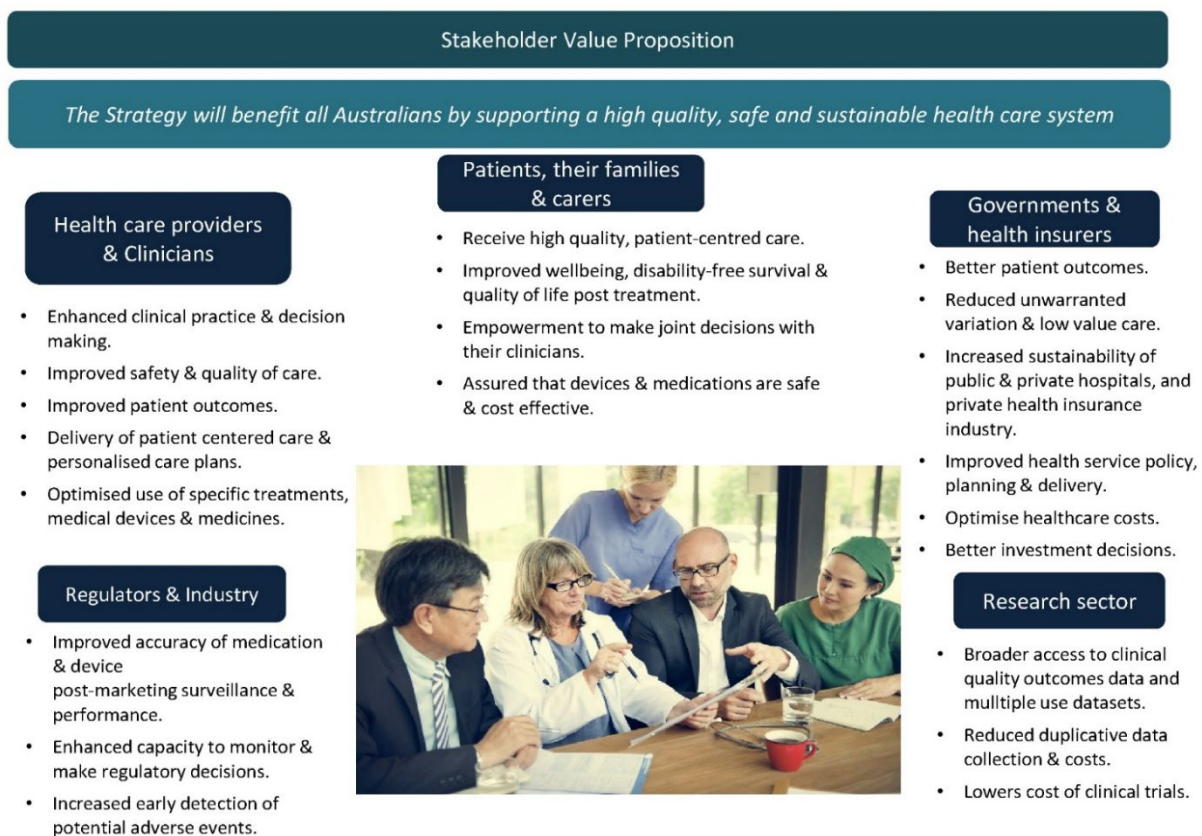 Stakeholder Value Proposition
The Strategy will benefit all Australians by supporting a high quality, safe and sustainable health care system
Health care providers
& Clinicians
• Enhanced clinical practice & decision
making.
• Improved safety & quality of care.
• Improved patient outcomes.
• Delivery of patient centered care &
personalised care plans.
• Optimised use of specific treatments,
medical devices & medicines.
Patients, their families
& carers
• Receive high quality, patient-centred care.
• Improved wellbeing, disability-free survival &
quality of life post treatment.
• Empowerment to make joint decisions with
their clinicians.
• Assured that devices & medications are safe
& cost effective.
Governments &
health insurers
• Better patient outcomes.
• Reduced unwarranted
variation & low value care.
• Increased sustainability of
public & private hospitals, and
private health insurance
industry.
• Improved health service policy,
planning & delivery.
• Optimise healthcare costs.
• Better investment decisions.
Regulators & Industry
• Improved accuracy of medication
& device
post-marketing surveillance &
performance.
• Enhanced capacity to monitor &
make regulatory decisions.
• Increased early detection of
potential adverse events.
Research sector
• Broader access to clinical
quality outcomes data and
mulltiple use datasets.
• Reduced duplicative data
collection & costs.
• Lowers cost of clinical trials.